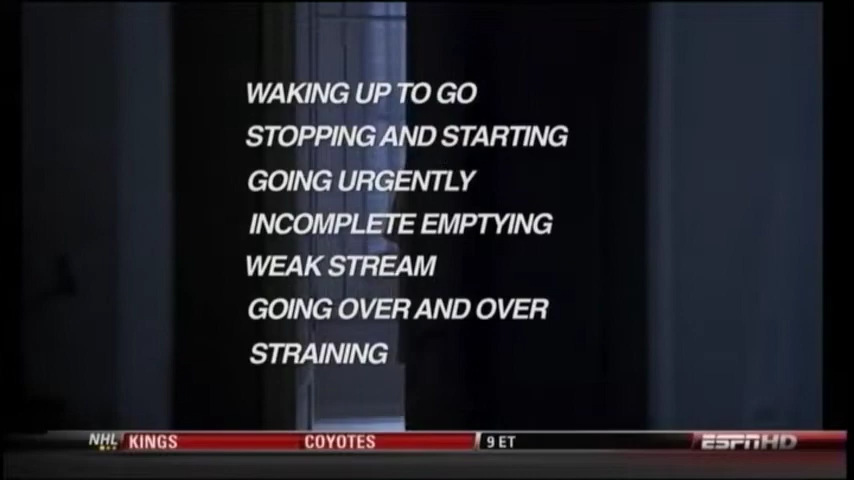 WAKING UP TO GO
STOPPING AND STARTING
GOING URGENTLY
INCOMPLETE EMPTYING
WEAK STREAM
GOING OVER AND OVER
STRAINING
NHL KINGS COYOTES 9 ET ESPN HD